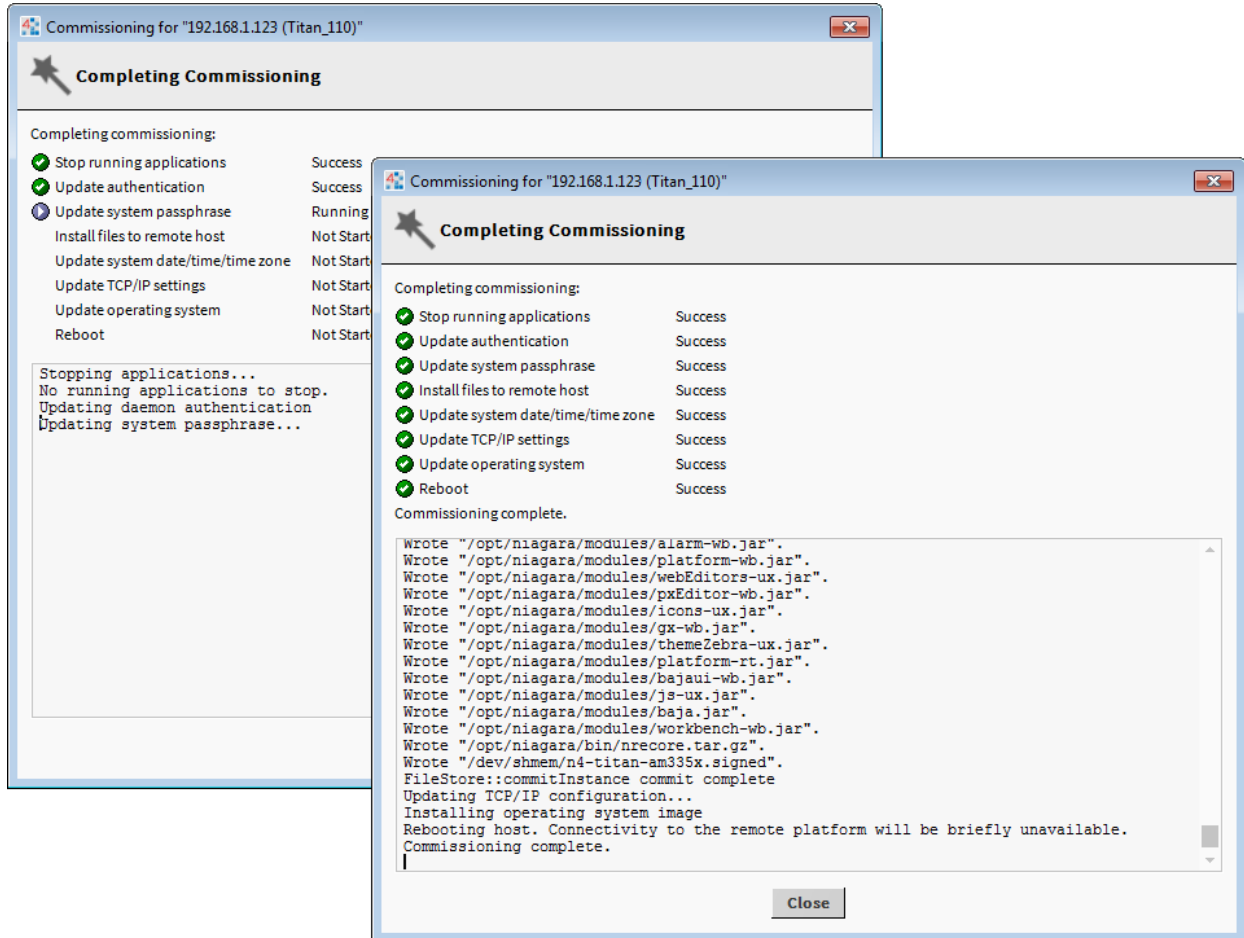 Commissioning for "192.168.1.123 (Titan_110)"
Completing Commissioning
Completing commissioning:
Stop running applications Success
Update authentication Success
Update system passphrase Running
Install files to remote host Not Start
Update system date/time/time zone Not Start
Update TCP/IP settings Not Start
Update operating system Not Start
Reboot Not Start
Stopping applications...
No running applications to stop.
Updating daemon authentication
Updating system passphrase...
Commissioning for "192.168.1.123 (Titan_110)"
Completing Commissioning
Completing commissioning:
Stop running applications Success
Update authentication Success
Update system passphrase Success
Install files to remote host Success
Update system date/time/time zone Success
Update TCP/IP settings Success
Update operating system Success
Reboot Success
Commissioning complete.
Wrote "/opt/niagara/modules/alarm-wb.jar".
Wrote "/opt/niagara/modules/platform-wb.jar".
Wrote "/opt/niagara/modules/webEditors-ux.jar".
Wrote "/opt/niagara/modules/pxEditor-wb.jar".
Wrote "/opt/niagara/modules/icons-ux.jar".
Wrote "/opt/niagara/modules/gx-wb.jar".
Wrote "/opt/niagara/modules/themeZebra-ux.jar".
Wrote "/opt/niagara/modules/platform-rt.jar".
Wrote "/opt/niagara/modules/bajaui-wb.jar".
Wrote "/opt/niagara/modules/js-ux.jar".
Wrote "/opt/niagara/modules/baja.jar".
Wrote "/opt/niagara/modules/workbench-wb.jar".
Wrote "/opt/niagara/bin/nrecore.tar.gz".
Wrote "/dev/shmem/n4-titan-am335x.signed".
FileStore::commitInstance commit complete
Updating TCP/IP configuration...
Installing operating system image
Rebooting host. Connectivity to the remote platform will be briefly unavailable.
Commissioning complete.
Close